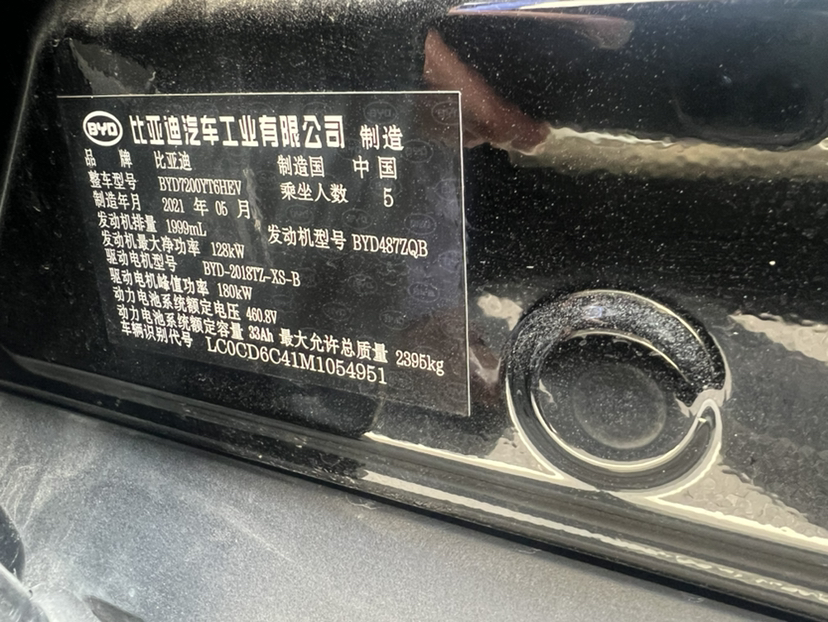 BYD 比亚迪汽车工业有限公司 制造
品 牌 比亚迪 制造国 中 国
整车型号 BYD7200YT6HEV 乘坐人数 5
制造年月 2021 年 05 月
发动机排量 1999mL 发动机型号 BYD487ZQB
发动机最大净功率 128kW
驱动电机型号 BYD-2018TZ-XS-B
驱动电机峰值功率 180kW
动力电池系统额定电压 460.8V
动力电池系统额定容量 33Ah 最大允许总质量 2395kg
车辆识别代号 LC0CD6C41M1054951